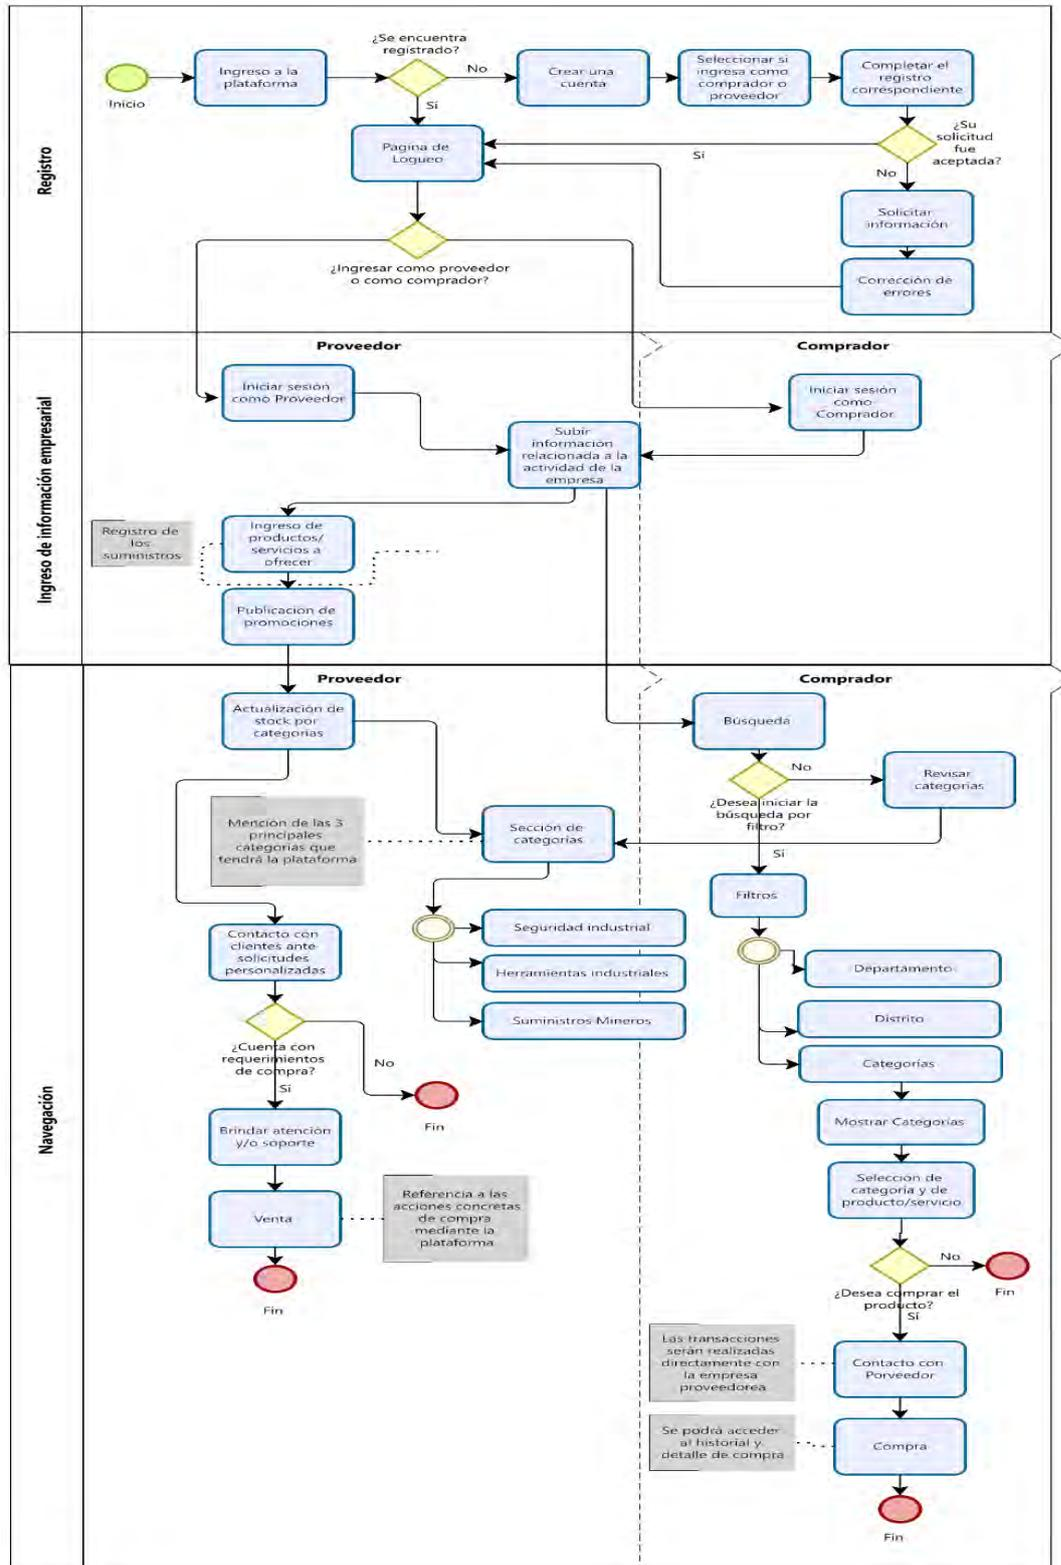 Registro
¿Se encuentra
registrado?
Inicio
Ingreso a la
plataforma
No
Sí
Crear una
cuenta
Seleccionar si
ingresa como
comprador o
proveedor
Completar el
registro
correspondiente
¿Su
solicitud
fue
aceptada?
Sí
No
Pagina de
Logueo
Solicitar
información
Corrección de
errores
¿Ingresar como proveedor
o como comprador?
Ingreso de información empresarial
Proveedor
Comprador
Iniciar sesión
como Proveedor
Iniciar sesión
como
Comprador
Subir
información
relacionada a la
actividad de la
empresa
Registro de
los
suministros
Ingreso de
productos/
servicios a
ofrecer
Publicación de
promociones
Navegación
Proveedor
Comprador
Actualización de
stock por
categorías
Búsqueda
No
Revisar
categorías
¿Desea iniciar la
búsqueda por
filtro?
Sí
Mención de las 3
principales
categorías que
tendrá la plataforma
Sección de
categorías
Filtros
Seguridad industrial
Herramientas industriales
Suministros Mineros
Departamento
Distrito
Categorías
Contacto con
clientes ante
solicitudes
personalizadas
¿Cuenta con
requerimientos
de compra?
No
Sí
Fin
Brindar atención
y/o soporte
Venta
Referencia a las
acciones concretas
de compra
mediante la
plataforma
Fin
Mostrar Categorías
Selección de
categoría y de
producto/servicio
No
Fin
¿Desea comprar el
producto?
Sí
Las transacciones
serán realizadas
directamente con
la empresa
proveedorea
Contacto con
Porveedor
Se podrá acceder
al historial y
detalle de compra
Compra
Fin